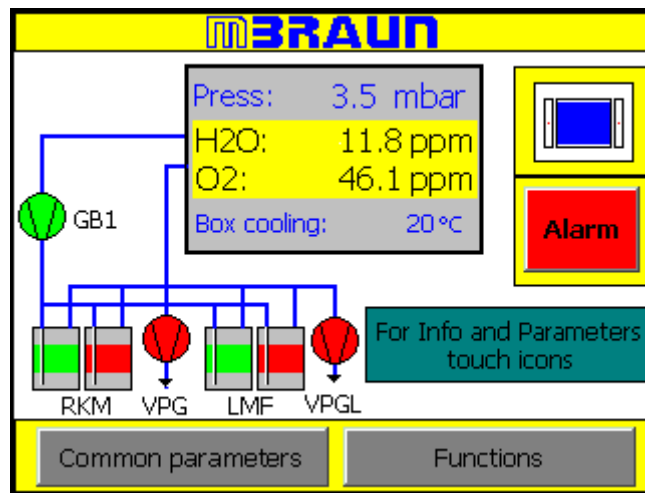 mBRAUN
Press: 3.5 mbar
H2O: 11.8 ppm
O2: 46.1 ppm
Box cooling: 20 °C
GB1
Alarm
For Info and Parameters
touch icons
RKM VPG LMF VPGL
Common parameters Functions